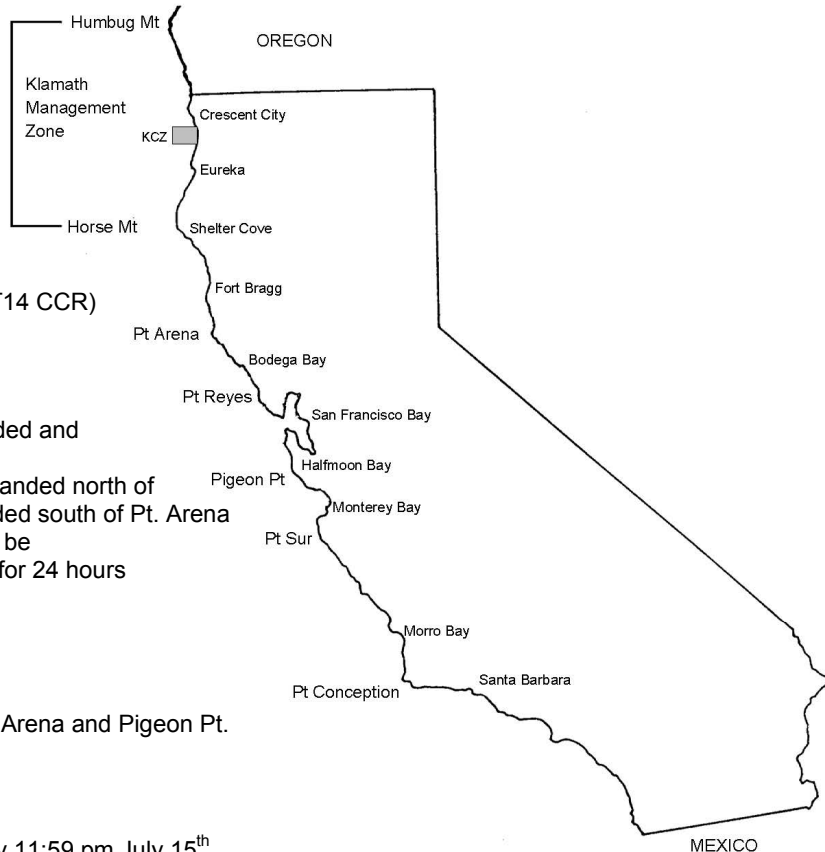 Humbug Mt
OREGON
Klamath
Management
Zone
Crescent City
KCZ
Eureka
Horse Mt
Shelter Cove
Fort Bragg
T14 CCR)
Pt Arena
Bodega Bay
Pt Reyes
San Francisco Bay
ded and
Halfmoon Bay
Pigeon Pt
anded north of
Monterey Bay
ded south of Pt. Arena
Pt Sur
be
for 24 hours
Morro Bay
Santa Barbara
Pt Conception
Arena and Pigeon Pt.
y 11:59 pm July 15th
MEXICO